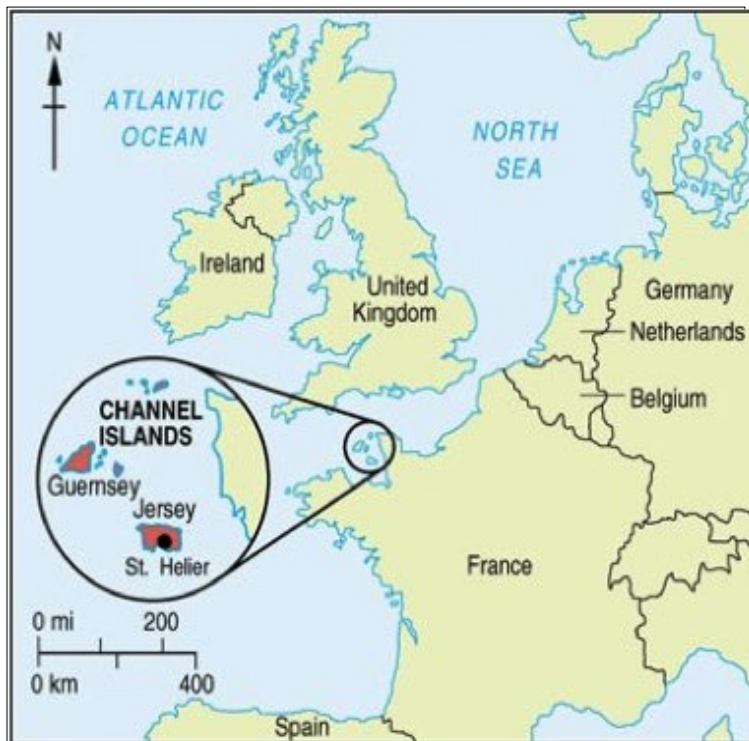 N
ATLANTIC
OCEAN
NORTH
SEA
Ireland
United
Kingdom
Germany
Netherlands
Belgium
CHANNEL
ISLANDS
Guernsey
Jersey
St. Helier
France
0 mi 200
0 km 400
Spain